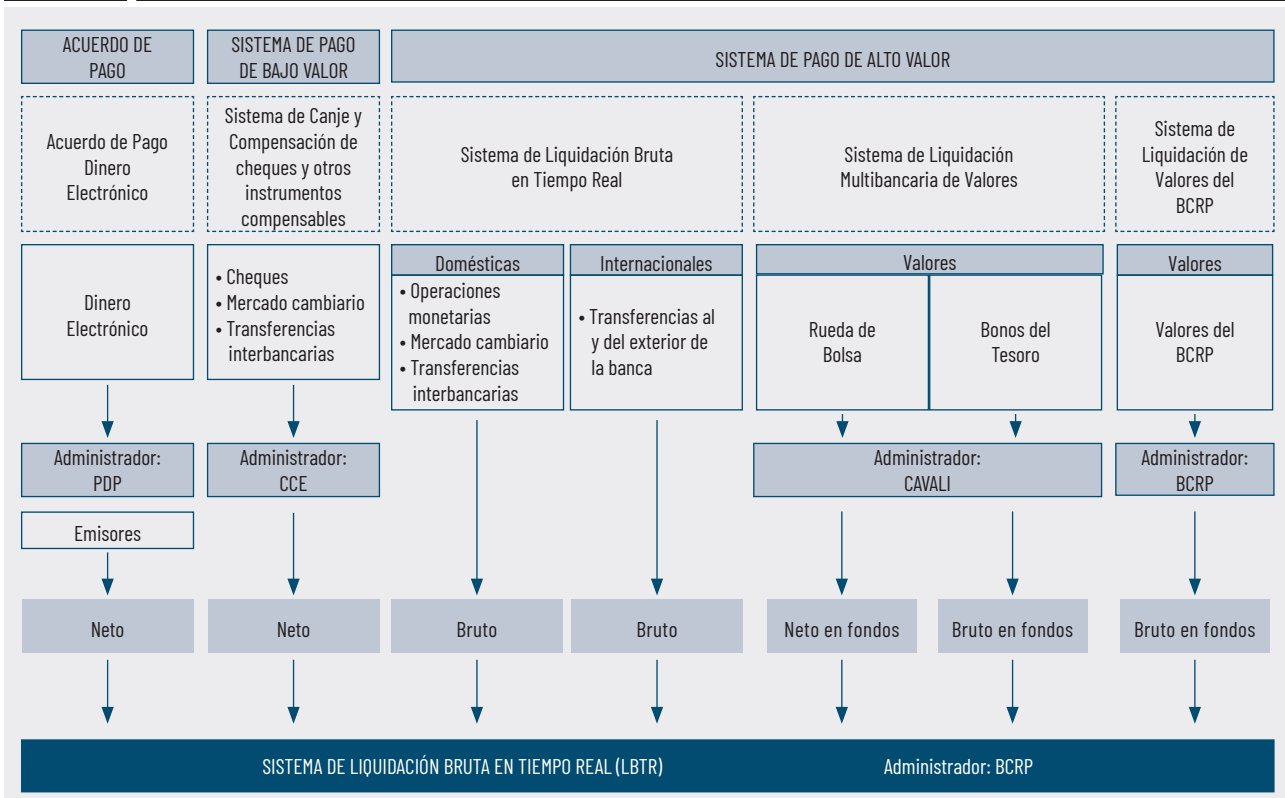 ACUERDO DE
PAGO
SISTEMA DE PAGO
DE BAJO VALOR
SISTEMA DE PAGO DE ALTO VALOR
Acuerdo de Pago
Dinero
Electrónico
Sistema de Canje y
Compensación de
cheques y otros
instrumentos
compensables
Sistema de Liquidación Bruta
en Tiempo Real
Sistema de Liquidación
Multibancaria de Valores
Sistema de
Liquidación de
Valores del
BCRP
Dinero
Electrónico
• Cheques
• Mercado cambiario
• Transferencias
interbancarias
Domésticas
• Operaciones
monetarias
• Mercado cambiario
• Transferencias
interbancarias
Internacionales
• Transferencias al
y del exterior de
la banca
Valores
Rueda de
Bolsa
Bonos del
Tesoro
Valores
Valores del
BCRP
Administrador:
PDP
Administrador:
CCE
Administrador:
CAVALI
Administrador:
BCRP
Emisores
Neto
Neto
Bruto
Bruto
Neto en fondos
Bruto en fondos
Bruto en fondos
SISTEMA DE LIQUIDACIÓN BRUTA EN TIEMPO REAL (LBTR)
Administrador: BCRP